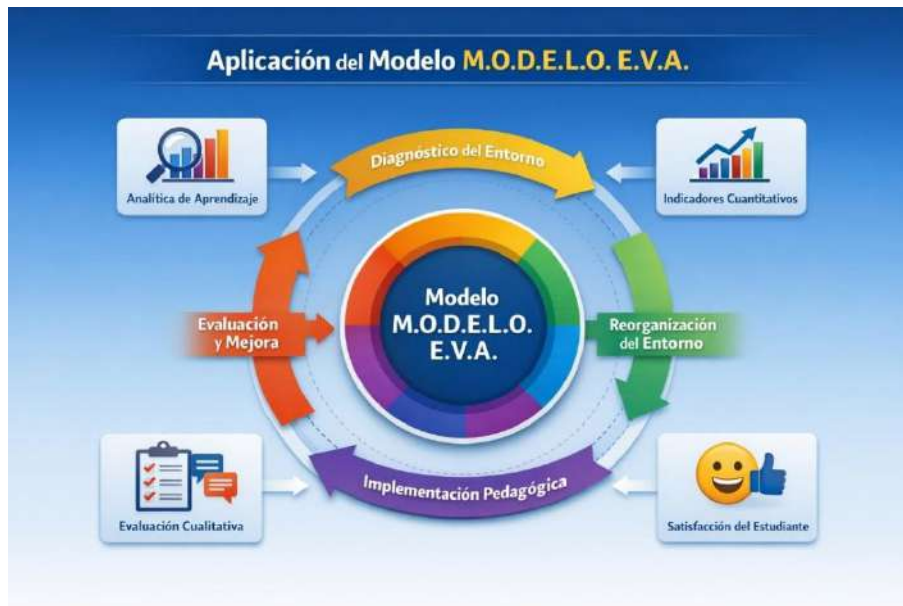 Aplicación del Modelo M.O.D.E.L.O. E.V.A.
Analítica de Aprendizaje
Diagnóstico del Entorno
Indicadores Cuantitativos
Evaluación
y Mejora
Modelo
M.O.D.E.L.O.
E.V.A.
Reorganización
del Entorno
Evaluación Cualitativa
Implementación Pedagógica
Satisfacción del Estudiante